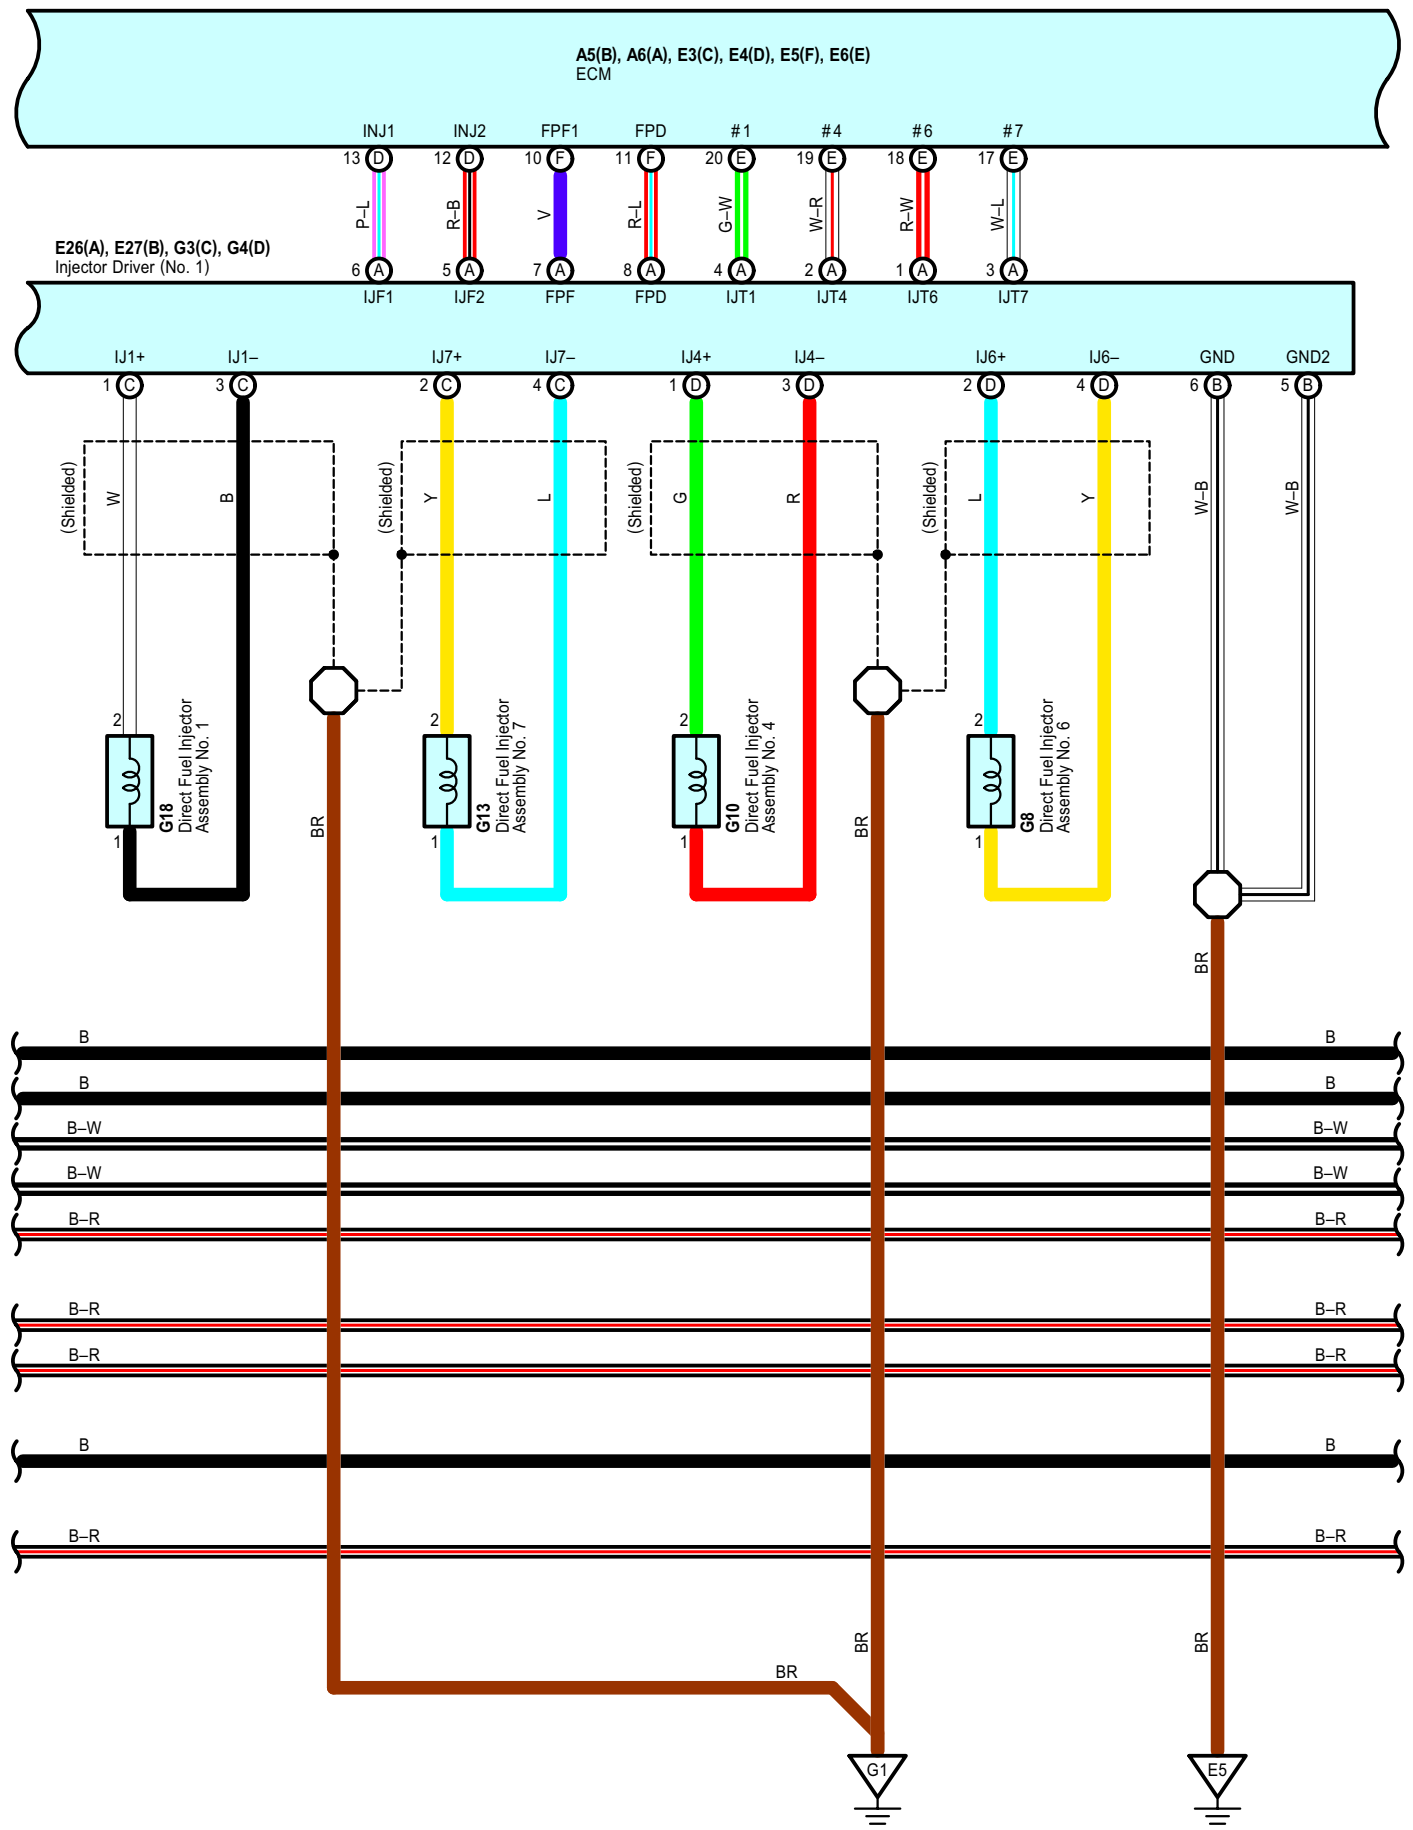 A5(B), A6(A), E3(C), E4(D), E5(F), E6(E)
ECM
INJ1 INJ2 FPF1 FPD #1 #4 #6 #7
13 D 12 D 10 F 11 F 20 E 19 E 18 E 17 E
P–L R–B V R–L G–W W–R R–W W–L
E26(A), E27(B), G3(C), G4(D)
Injector Driver (No. 1)
6 A 5 A 7 A 8 A 4 A 2 A 1 A 3 A
IJF1 IJF2 FPF FPD IJT1 IJT4 IJT6 IJT7
IJ1+ IJ1– IJ7+ IJ7– IJ4+ IJ4– IJ6+ IJ6– GND GND2
1 C 3 C 2 C 4 C 1 D 3 D 2 D 4 D 6 B 5 B
(Shielded) W B (Shielded) Y L (Shielded) G R (Shielded) L Y W–B W–B
2 2 2 2
G18
Direct Fuel Injector
Assembly No. 1
G13
Direct Fuel Injector
Assembly No. 7
G10
Direct Fuel Injector
Assembly No. 4
G8
Direct Fuel Injector
Assembly No. 6
1 BR 1 1 BR 1
BR
B B
B B
B–W B–W
B–W B–W
B–R B–R
B–R B–R
B–R B–R
B B
B–R B–R
BR BR
BR
G1 E5